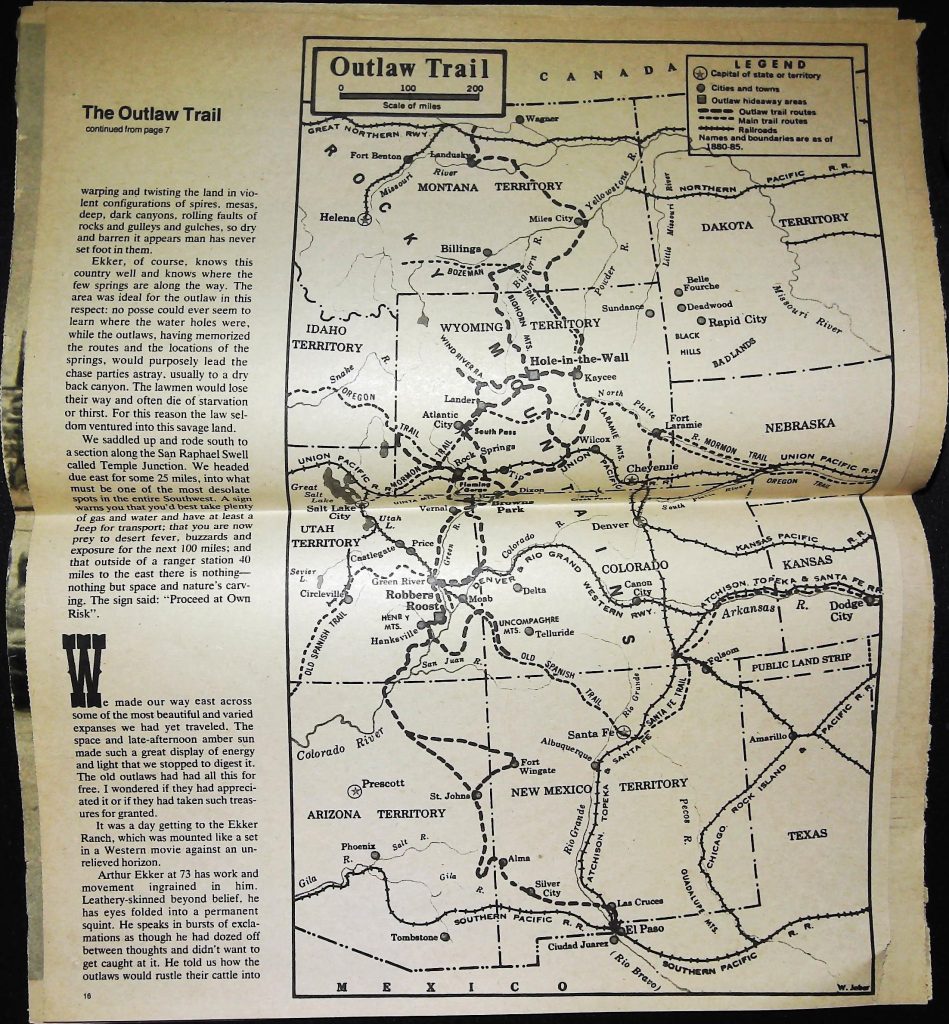 The Outlaw Trail
continued from page 7
warping and twisting the land in vio-
lent configurations of spires, mesas,
deep, dark canyons, rolling faults of
rocks and gulleys and gulches, so dry
and barren it appears man has never
set foot in them.
Ekker, of course, knows this
country well and knows where the
few springs are along the way. The
area was ideal for the outlaw in this
respect: no posse could ever seem to
learn where the water holes were,
while the outlaws, having memorized
the routes and the locations of the
springs, would purposely lead the
chase parties astray, usually to a dry
back canyon. The lawmen would lose
their way and often die of starvation
or thirst. For this reason the law sel-
dom ventured into this savage land.
We saddled up and rode south to
a section along the San Raphael Swell
called Temple Junction. We headed
due east for some 25 miles, into what
must be one of the most desolate
spots in the entire Southwest. A sign
warns you that you'd best take plenty
of gas and water and have at least a
Jeep for transport; that you are now
prey to desert fever, buzzards and
exposure for the next 100 miles; and
that outside of a ranger station 40
miles to the east there is nothing—
nothing but space and nature's carv-
ing. The sign said: "Proceed at Own
Risk".
We made our way east across
some of the most beautiful and varied
expanses we had yet traveled. The
space and late-afternoon amber sun
made such a great display of energy
and light that we stopped to digest it.
The old outlaws had had all this for
free. I wondered if they had appreci-
ated it or if they had taken such treas-
ures for granted.
It was a day getting to the Ekker
Ranch, which was mounted like a set
in a Western movie against an un-
relieved horizon.
Arthur Ekker at 73 has work and
movement ingrained in him.
Leathery-skinned beyond belief, he
has eyes folded into a permanent
squint. He speaks in bursts of excla-
mations as though he had dozed off
between thoughts and didn't want to
get caught at it. He told us how the
outlaws would rustle their cattle into
16
Outlaw Trail
0 100 200
Scale of miles
CANADA
LEGEND
Capital of state or territory
Cities and towns
Outlaw hideaway areas
Outlaw trail routes
Main trail routes
Railroads
Names and boundaries are as of
1880-85.
Wagner
GREAT NORTHERN RWY.
Fort Benton
Landusky
Missouri River
MONTANA TERRITORY
Helena
ROCKY MOUNTAINS
Yellowstone R.
Miles City
Little Missouri River
NORTHERN PACIFIC R. R.
DAKOTA TERRITORY
Billings
Bighorn R.
Powder R.
BOZEMAN TRAIL
BIGHORN MTS.
Missouri River
Belle
Fourche
Deadwood
Sundance
Rapid City
BLACK
HILLS
BADLANDS
IDAHO
TERRITORY
WYOMING TERRITORY
WIND RIVER RA.
Hole-in-the-Wall
Kaycee
Snake R.
OREGON TRAIL
Lander
Atlantic
City
South Pass
North Platte R.
Fort
Laramie
NEBRASKA
MORMON TRAIL
Wilcox
LARAMIE MTS.
Rock Springs
Tip
UNION PACIFIC
Cheyenne
UNION PACIFIC R.R.
OREGON TRAIL
UNION PACIFIC R.
MORMON TRAIL
Great
Salt
Lake
Salt Lake
City
UINTA MTS.
Flaming
Gorge
Dixon
Browns
Park
Vernal
South
Denver
UTAH
TERRITORY
Utah
L.
Price
Castlegate
Green R.
Colorado R.
KANSAS PACIFIC R. R.
COLORADO
KANSAS
Sevier
L.
Circleville
Green River
DENVER & RIO GRAND
WESTERN RWY.
Robbers
Roost
Moab
Delta
Canon
City
ATCHISON, TOPEKA & SANTA FE RR
Arkansas R.
Dodge
City
HENRY
MTS.
Hanksville
UNCOMPAGHRE
MTS.
Telluride
OLD SPANISH TRAIL
San Juan R.
OLD SPANISH TRAIL
Folsom
PUBLIC LAND STRIP
Rio Grande
SANTA FE TRAIL
Colorado River
Santa Fe
Albuquerque
Amarillo
Fort
Wingate
Prescott
St. Johns
NEW MEXICO TERRITORY
ARIZONA TERRITORY
ATCHISON, TOPEKA & SANTA FE
Rio Grande
Pecos R.
CHICAGO, ROCK ISLAND & PACIFIC R.R.
TEXAS
Phoenix
Salt R.
Gila R.
Gila R.
Alma
Silver
City
GUADALUPE MTS.
Las Cruces
SOUTHERN PACIFIC R. R.
Tombstone
El Paso
Ciudad Juarez
(Rio Bravo)
SOUTHERN PACIFIC R. R.
MEXICO